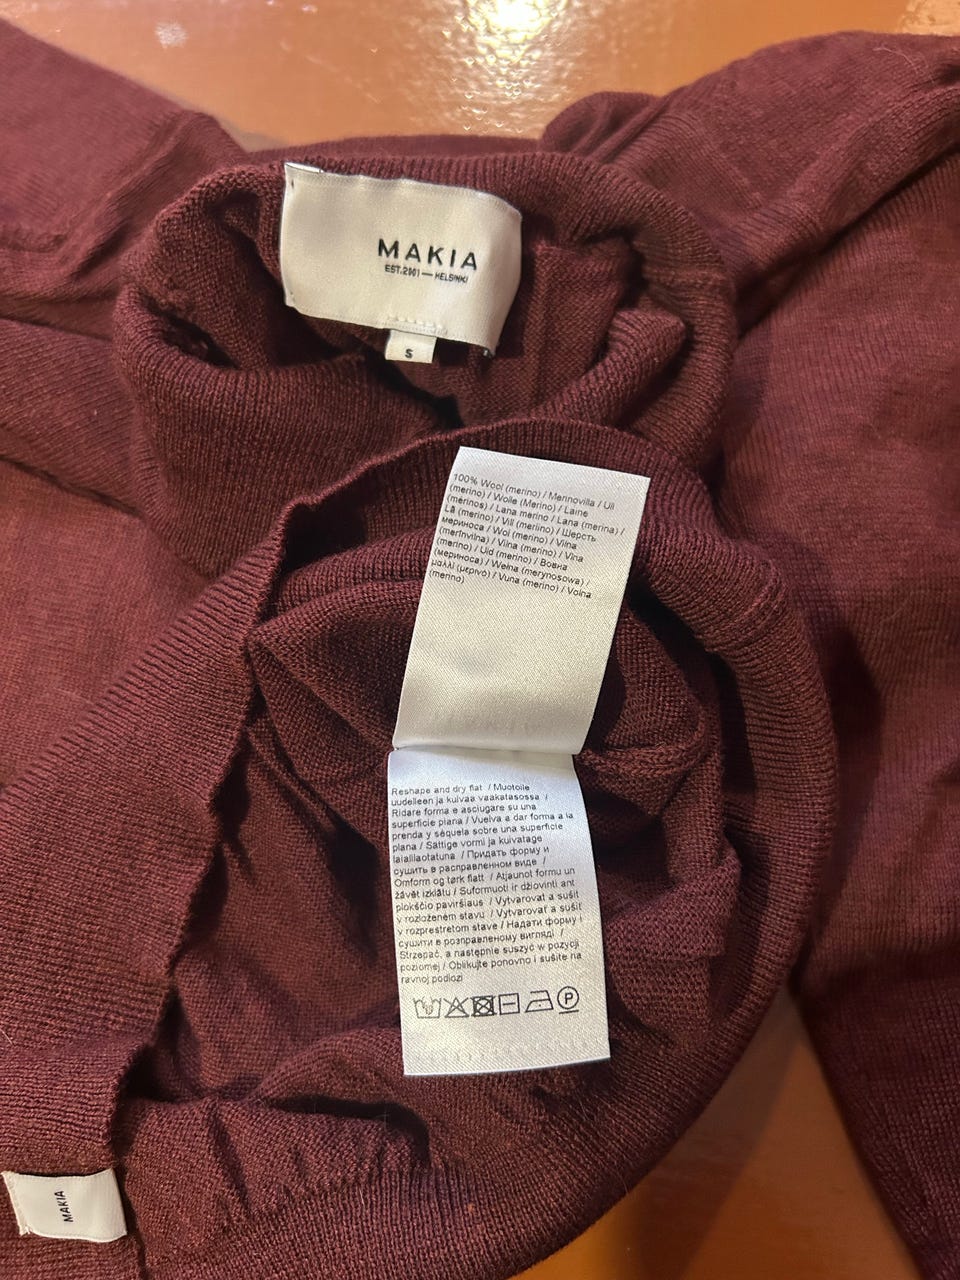 MAKIA
EST.2001—HELSINKI
S
100% Wool (merino) / Merinovilla / Ull
(merino) / Wolle (Merino) / Laine
(merinos) / Lana merino / Lana (merina) /
Lã (merino) / Vill (meriino) / Шерсть
мериноса / Wol (merino) / Vilna
(merīnvilna) / Vilna (merino) / Vlna
(merino) / Uld (merino) / Вовна
(мериноса) / Wełna (merynosowa) /
μαλλί (μερινό) / Vuna (merino) / Volna
(merino)
Reshape and dry flat / Muotoile
uudelleen ja kuivaa vaakatasossa /
Ridare forma e asciugare su una
superficie piana / Vuelva a dar forma a la
prenda y séquela sobre una superficie
plana / Sättige vormi ja kuivatage
laialilaotatuna / Придать форму и
сушить в расправленном виде /
Omform og tørk flatt / Atjaunot formu un
žāvēt izklātu / Suformuoti ir džiovinti ant
plokščio paviršiaus / Vytvarovat a sušit
v rozloženém stavu / Vytvarovať a sušiť
v rozprestretom stave / Надати форму і
сушити в розправленому вигляді /
Strzepać, a następnie suszyć w pozycji
poziomej / Oblikujte ponovno i sušite na
ravnoj podlozi
P
MAKIA